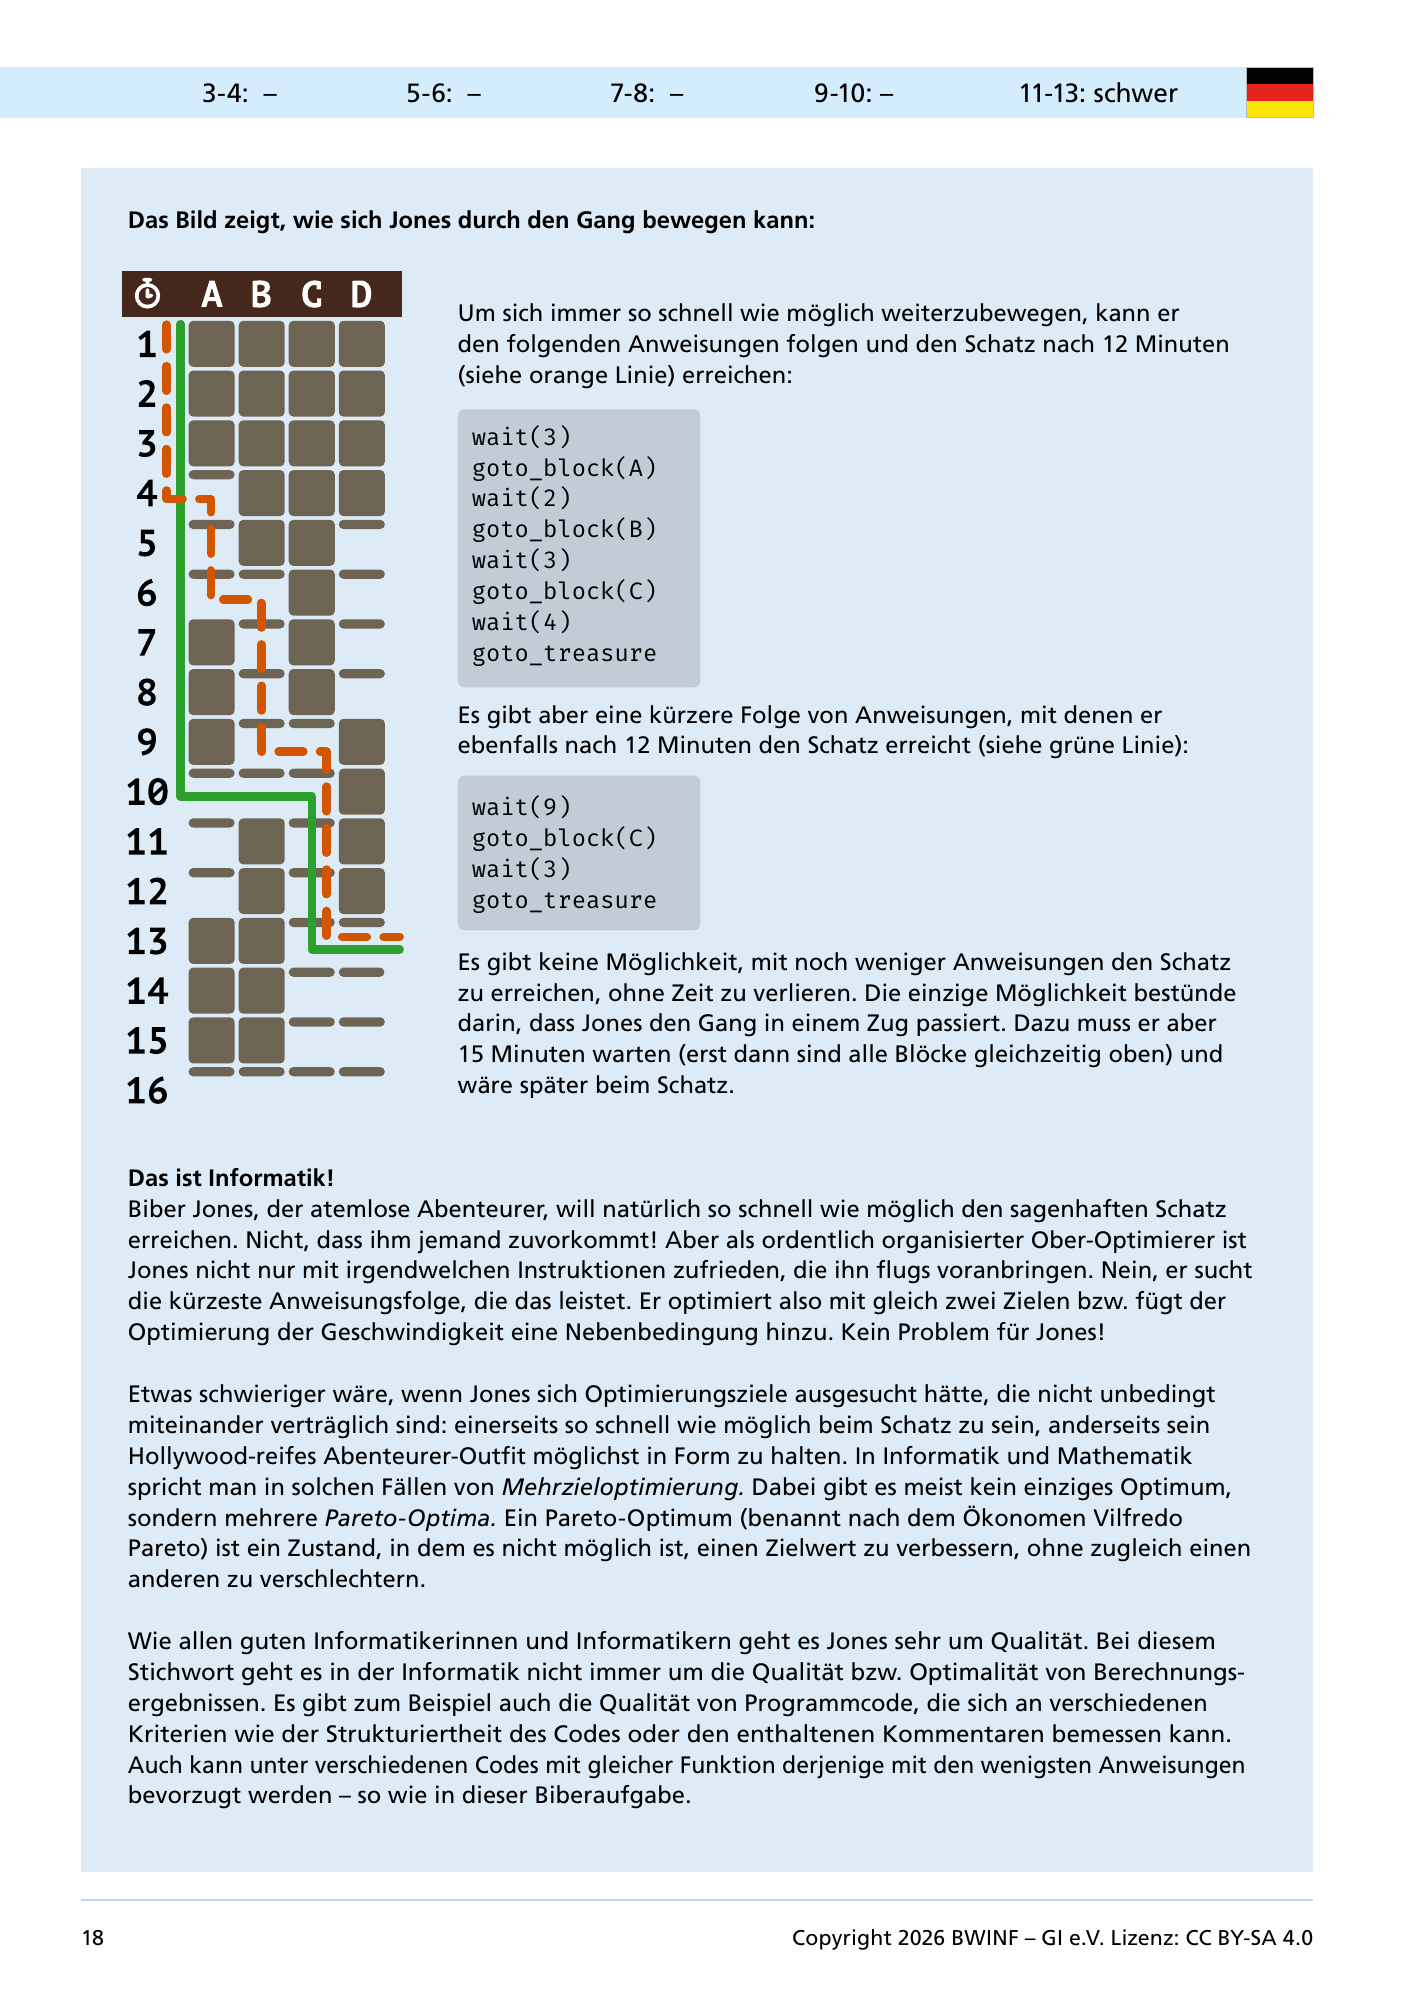 3-4: –
5-6: –
7-8: –
9-10: –
11-13: schwer
Das Bild zeigt, wie sich Jones durch den Gang bewegen kann:
A B C D
1
2
3
4
5
6
7
8
9
10
11
12
13
14
15
16
Um sich immer so schnell wie möglich weiterzubewegen, kann er
den folgenden Anweisungen folgen und den Schatz nach 12 Minuten
(siehe orange Linie) erreichen:
wait(3)
goto_block(A)
wait(2)
goto_block(B)
wait(3)
goto_block(C)
wait(4)
goto_treasure
Es gibt aber eine kürzere Folge von Anweisungen, mit denen er
ebenfalls nach 12 Minuten den Schatz erreicht (siehe grüne Linie):
wait(9)
goto_block(C)
wait(3)
goto_treasure
Es gibt keine Möglichkeit, mit noch weniger Anweisungen den Schatz
zu erreichen, ohne Zeit zu verlieren. Die einzige Möglichkeit bestünde
darin, dass Jones den Gang in einem Zug passiert. Dazu muss er aber
15 Minuten warten (erst dann sind alle Blöcke gleichzeitig oben) und
wäre später beim Schatz.
Das ist Informatik!
Biber Jones, der atemlose Abenteurer, will natürlich so schnell wie möglich den sagenhaften Schatz
erreichen. Nicht, dass ihm jemand zuvorkommt! Aber als ordentlich organisierter Ober-Optimierer ist
Jones nicht nur mit irgendwelchen Instruktionen zufrieden, die ihn flugs voranbringen. Nein, er sucht
die kürzeste Anweisungsfolge, die das leistet. Er optimiert also mit gleich zwei Zielen bzw. fügt der
Optimierung der Geschwindigkeit eine Nebenbedingung hinzu. Kein Problem für Jones!
Etwas schwieriger wäre, wenn Jones sich Optimierungsziele ausgesucht hätte, die nicht unbedingt
miteinander verträglich sind: einerseits so schnell wie möglich beim Schatz zu sein, anderseits sein
Hollywood-reifes Abenteurer-Outfit möglichst in Form zu halten. In Informatik und Mathematik
spricht man in solchen Fällen von Mehrzieloptimierung. Dabei gibt es meist kein einziges Optimum,
sondern mehrere Pareto-Optima. Ein Pareto-Optimum (benannt nach dem Ökonomen Vilfredo
Pareto) ist ein Zustand, in dem es nicht möglich ist, einen Zielwert zu verbessern, ohne zugleich einen
anderen zu verschlechtern.
Wie allen guten Informatikerinnen und Informatikern geht es Jones sehr um Qualität. Bei diesem
Stichwort geht es in der Informatik nicht immer um die Qualität bzw. Optimalität von Berechnungs-
ergebnissen. Es gibt zum Beispiel auch die Qualität von Programmcode, die sich an verschiedenen
Kriterien wie der Strukturiertheit des Codes oder den enthaltenen Kommentaren bemessen kann.
Auch kann unter verschiedenen Codes mit gleicher Funktion derjenige mit den wenigsten Anweisungen
bevorzugt werden – so wie in dieser Biberaufgabe.
18
Copyright 2026 BWINF – GI e.V. Lizenz: CC BY-SA 4.0